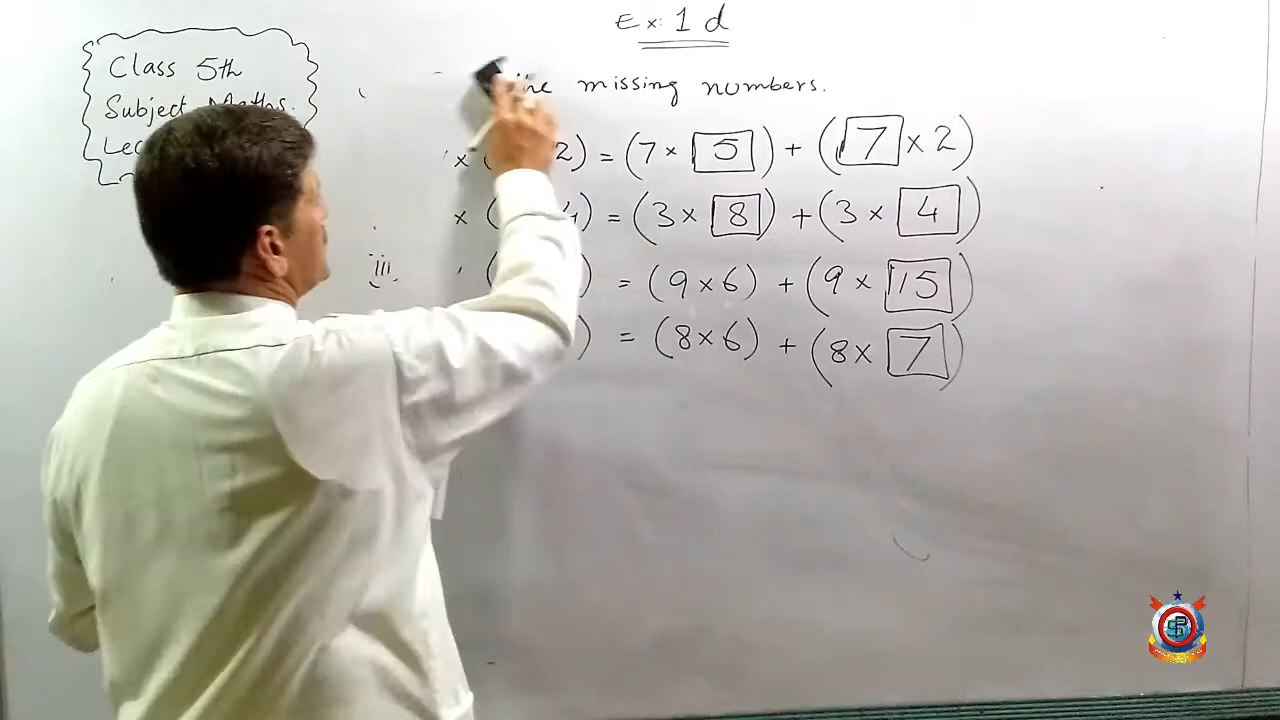 Ex: 1 d
Class 5th
Subject Maths.
missing numbers.
2) = (7 × 5) + (7 × 2)
× ( 4) = (3 × 8) + (3 × 4)
iii ( ) = (9 × 6) + (9 × 15)
) = (8 × 6) + (8 × 7)